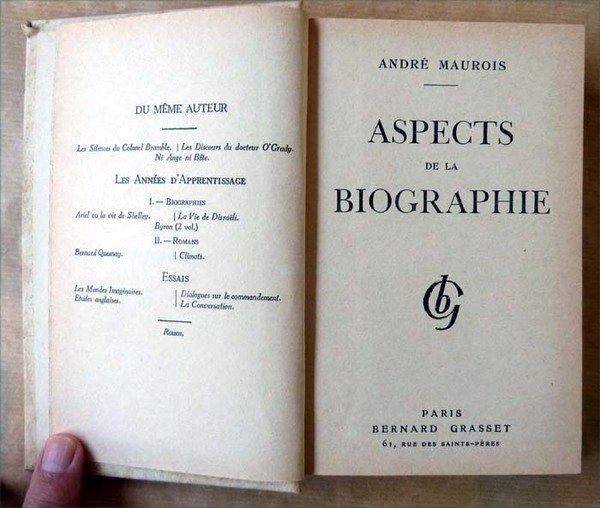 DU MÊME AUTEUR
Les Silences du Colonel Bramble. | Les Discours du docteur O'Grady.
Ni Ange ni Bête.
LES ANNÉES D'APPRENTISSAGE
I. — BIOGRAPHIES
Ariel ou la vie de Shelley. | La Vie de Disraëli.
Byron (2 vol.)
II. — ROMANS
Bernard Quesnay. | Climats.
ESSAIS
Les Mondes Imaginaires. | Dialogues sur le commandement.
Etudes anglaises. | La Conversation.
Rouen.
ANDRÉ MAUROIS
ASPECTS
DE LA
BIOGRAPHIE
bG
PARIS
BERNARD GRASSET
61, RUE DES SAINTS-PÈRES